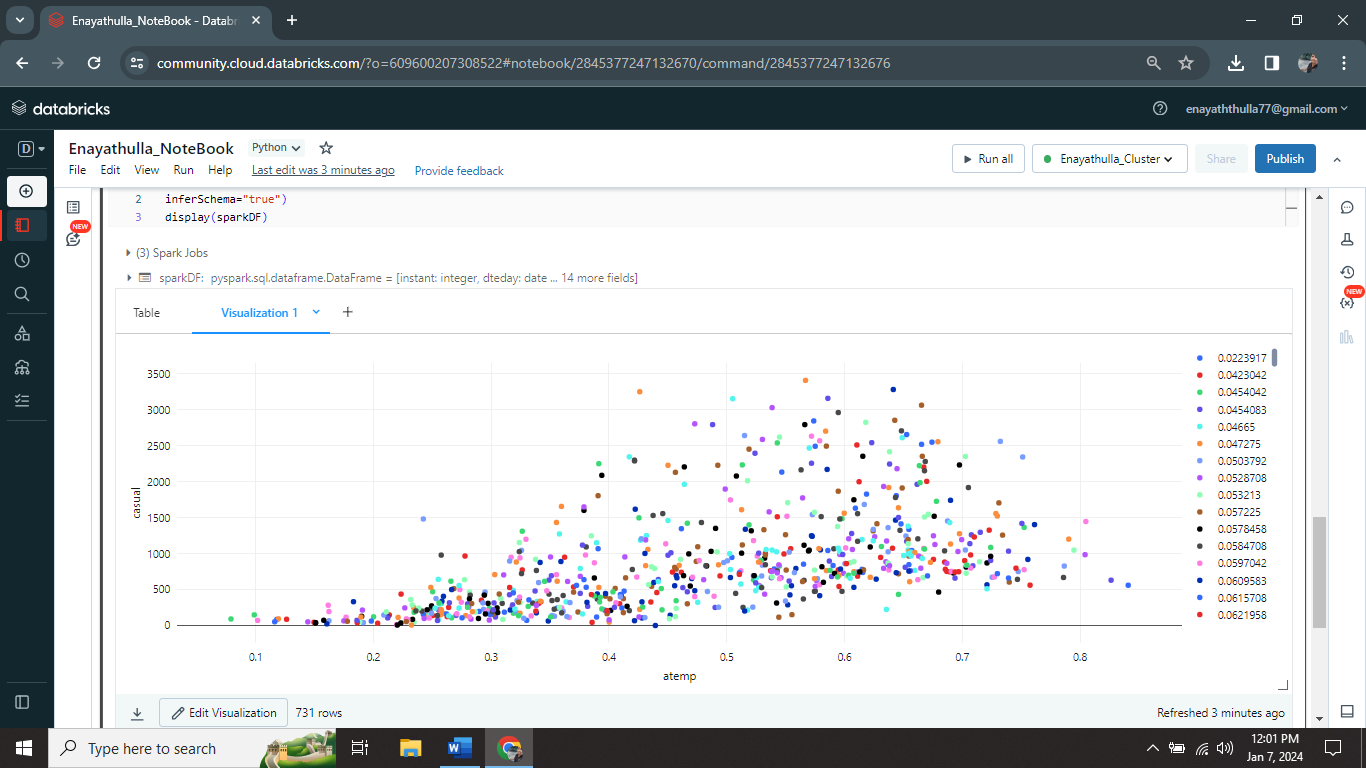 Enayathulla_NoteBook - Datab
community.cloud.databricks.com/?o=609600207308522#notebook/2845377247132670/command/2845377247132676
databricks
enayaththulla77@gmail.com
D
Enayathulla_NoteBook
Python
File Edit View Run Help
Last edit was 3 minutes ago
Provide feedback
Run all
Enayathulla_Cluster
Share
Publish
NEW
NEW
2 inferSchema="true")
3 display(sparkDF)
(3) Spark Jobs
sparkDF: pyspark.sql.dataframe.DataFrame = [instant: integer, dteday: date ... 14 more fields]
Table
Visualization 1
casual
3500
3000
2500
2000
1500
1000
500
0
0.1 0.2 0.3 0.4 0.5 0.6 0.7 0.8
atemp
0.0223917
0.0423042
0.0454042
0.0454083
0.04665
0.047275
0.0503792
0.0528708
0.053213
0.057225
0.0578458
0.0584708
0.0597042
0.0609583
0.0615708
0.0621958
Edit Visualization
731 rows
Refreshed 3 minutes ago
Type here to search
12:01 PM
Jan 7, 2024